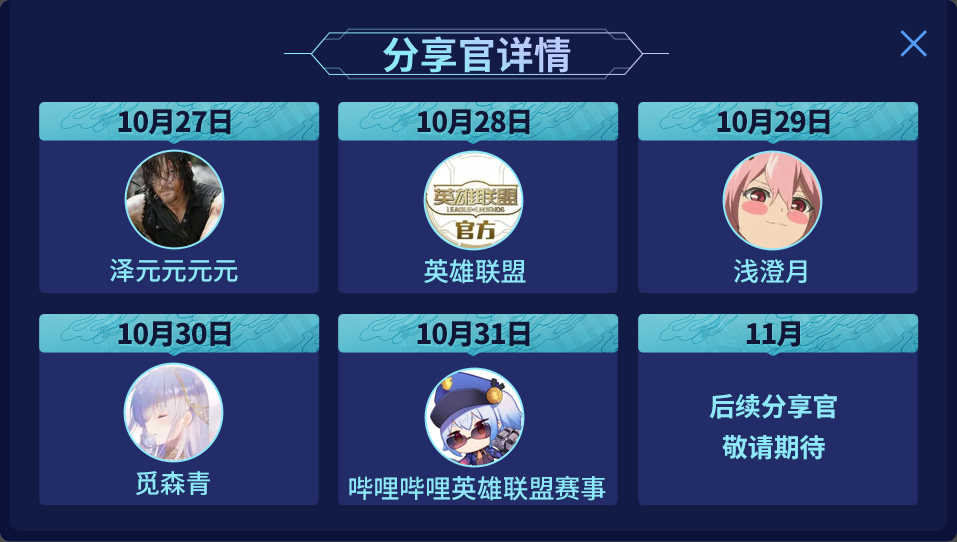 分享官详情
10月27日
10月28日
10月29日
英雄联盟
LEAGUE OF LEGENDS
官方
泽元元元元
英雄联盟
浅澄月
10月30日
10月31日
11月
后续分享官
敬请期待
觅森青
哔哩哔哩英雄联盟赛事